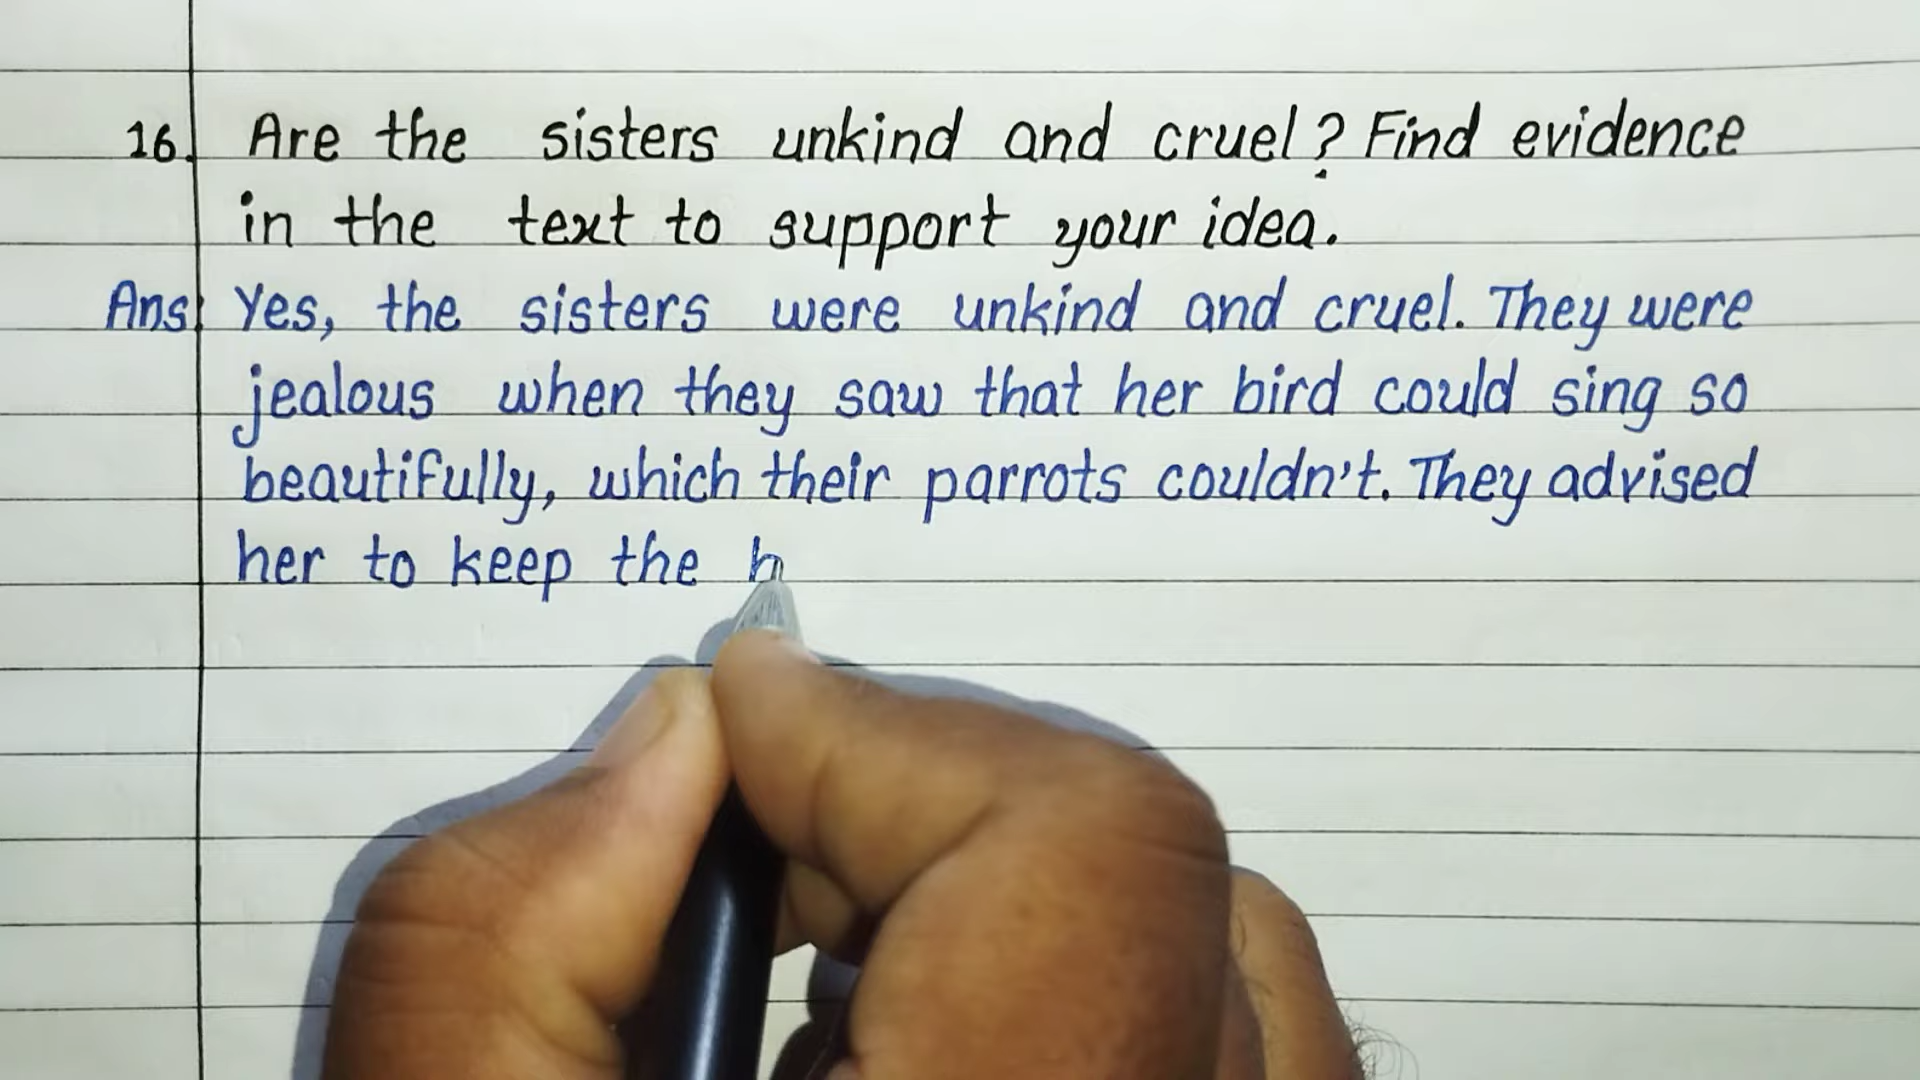 16. Are the sisters unkind and cruel? Find evidence
in the text to support your idea.
Ans: Yes, the sisters were unkind and cruel. They were
jealous when they saw that her bird could sing so
beautifully, which their parrots couldn't. They advised
her to keep the